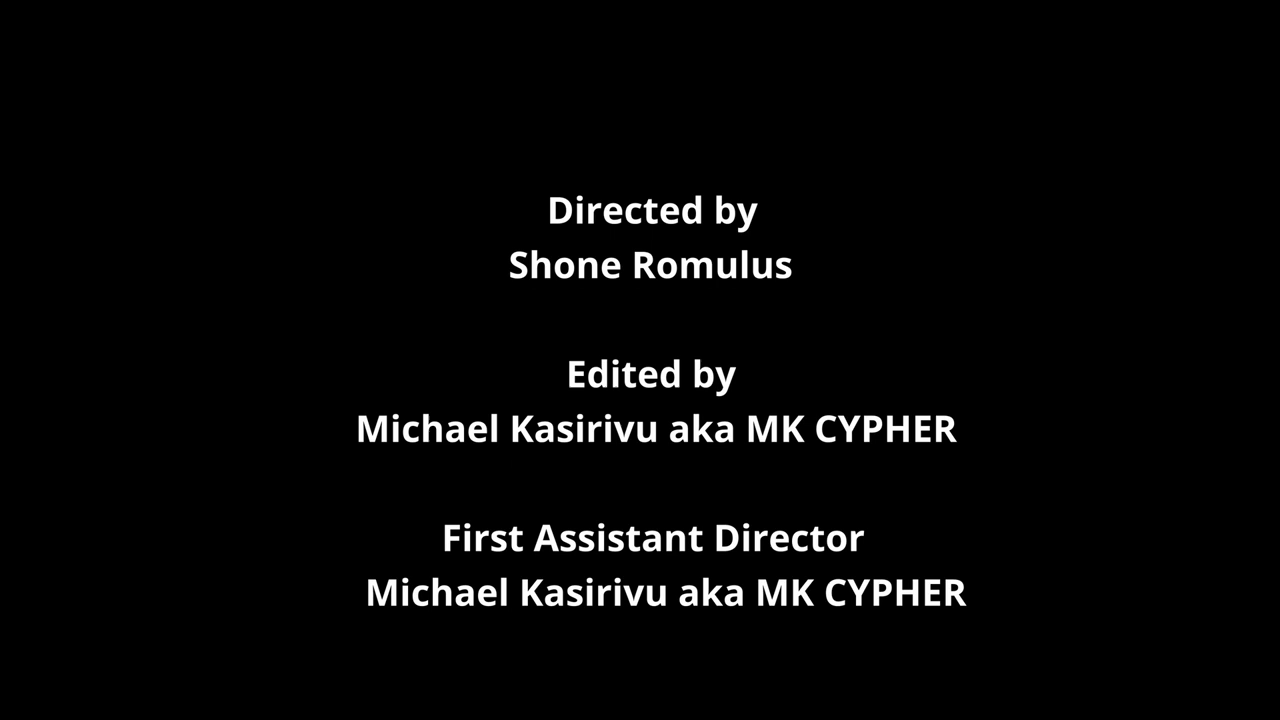 Directed by
Shone Romulus
Edited by
Michael Kasirivu aka MK CYPHER
First Assistant Director
Michael Kasirivu aka MK CYPHER